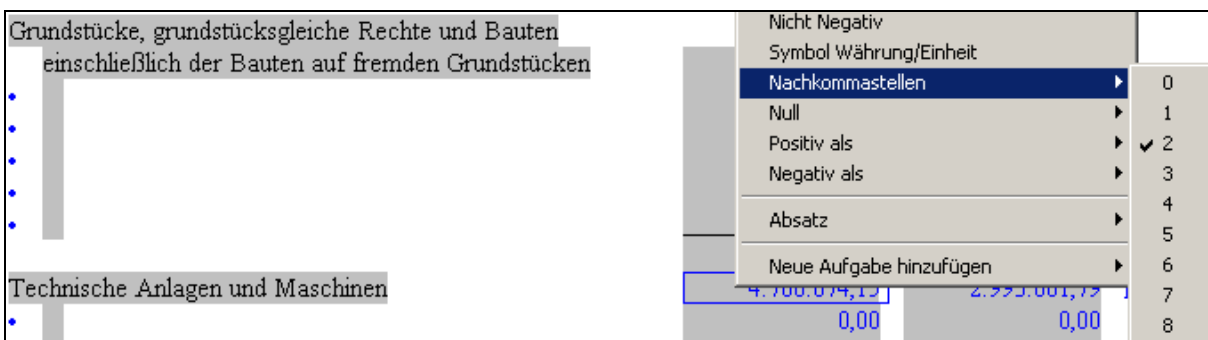 Grundstücke, grundstücksgleiche Rechte und Bauten
einschließlich der Bauten auf fremden Grundstücken
Technische Anlagen und Maschinen
0,00 0,00
Nicht Negativ
Symbol Währung/Einheit
Nachkommastellen
Null
Positiv als
Negativ als
Absatz
Neue Aufgabe hinzufügen
0
1
2
3
4
5
6
7
8